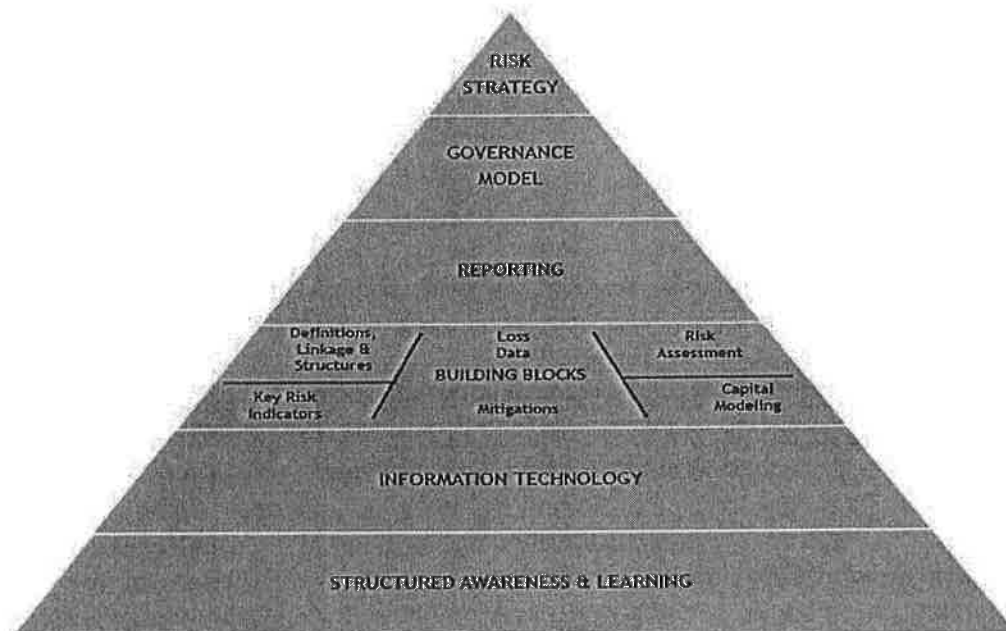 RISK
STRATEGY
GOVERNANCE
MODEL
REPORTING
Definitions,
Linkage &
Structures
Key Risk
Indicators
Loss
Data
BUILDING BLOCKS
Mitigations
Risk
Assessment
Capital
Modeling
INFORMATION TECHNOLOGY
STRUCTURED AWARENESS & LEARNING